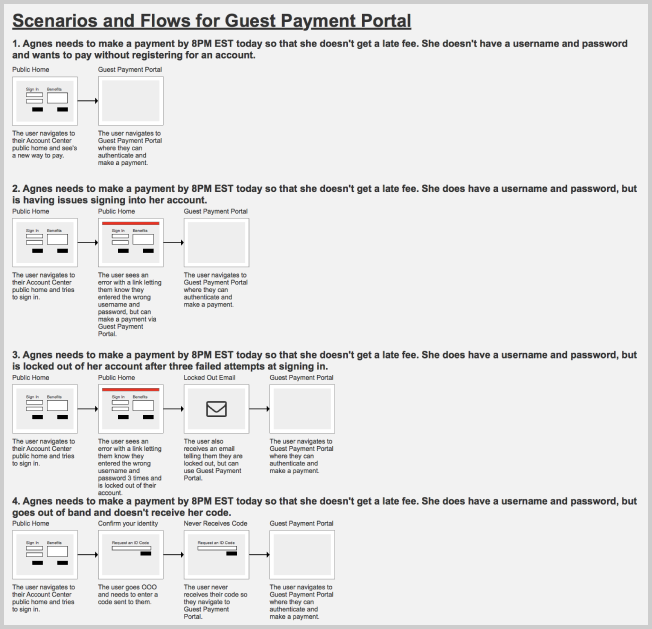 Scenarios and Flows for Guest Payment Portal
1. Agnes needs to make a payment by 8PM EST today so that she doesn't get a late fee. She doesn't have a username and password
and wants to pay without registering for an account.
Public Home
Guest Payment Portal
Sign In
Benefits
The user navigates to
their Account Center
public home and see's
a new way to pay.
The user navigates to
Guest Payment Portal
where they can
authenticate and
make a payment.
2. Agnes needs to make a payment by 8PM EST today so that she doesn't get a late fee. She does have a username and password, but
is having issues signing into her account.
Public Home
Public Home
Guest Payment Portal
Sign In
Benefits
Sign In
Benefits
The user navigates to
their Account Center
public home and tries
to sign in.
The user sees an
error with a link letting
them know they
entered the wrong
username and
password, but can
make a payment via
Guest Payment
Portal.
The user navigates to
Guest Payment Portal
where they can
authenticate and
make a payment.
3. Agnes needs to make a payment by 8PM EST today so that she doesn't get a late fee. She does have a username and password, but
is locked out of her account after three failed attempts at signing in.
Public Home
Public Home
Locked Out Email
Guest Payment Portal
Sign In
Benefits
Sign In
Benefits
The user navigates to
their Account Center
public home and tries
to sign in.
The user sees an
error with a link letting
them know they
entered the wrong
username and
password 3 times and
is locked out of their
account.
The user also
receives an email
telling them they are
locked out, but can
use Guest Payment
Portal.
The user navigates to
Guest Payment Portal
where they can
authenticate and
make a payment.
4. Agnes needs to make a payment by 8PM EST today so that she doesn't get a late fee. She does have a username and password, but
goes out of band and doesn't receive her code.
Public Home
Confirm your identity
Never Receives Code
Guest Payment Portal
Sign In
Benefits
Request an ID Code
Request an ID Code
The user navigates to
their Account Center
public home and tries
to sign in.
The user goes OOO
and needs to enter a
code sent to them.
The user never
receives their code so
they navigate to
Guest Payment
Portal.
The user navigates to
Guest Payment Portal
where they can
authenticate and
make a payment.